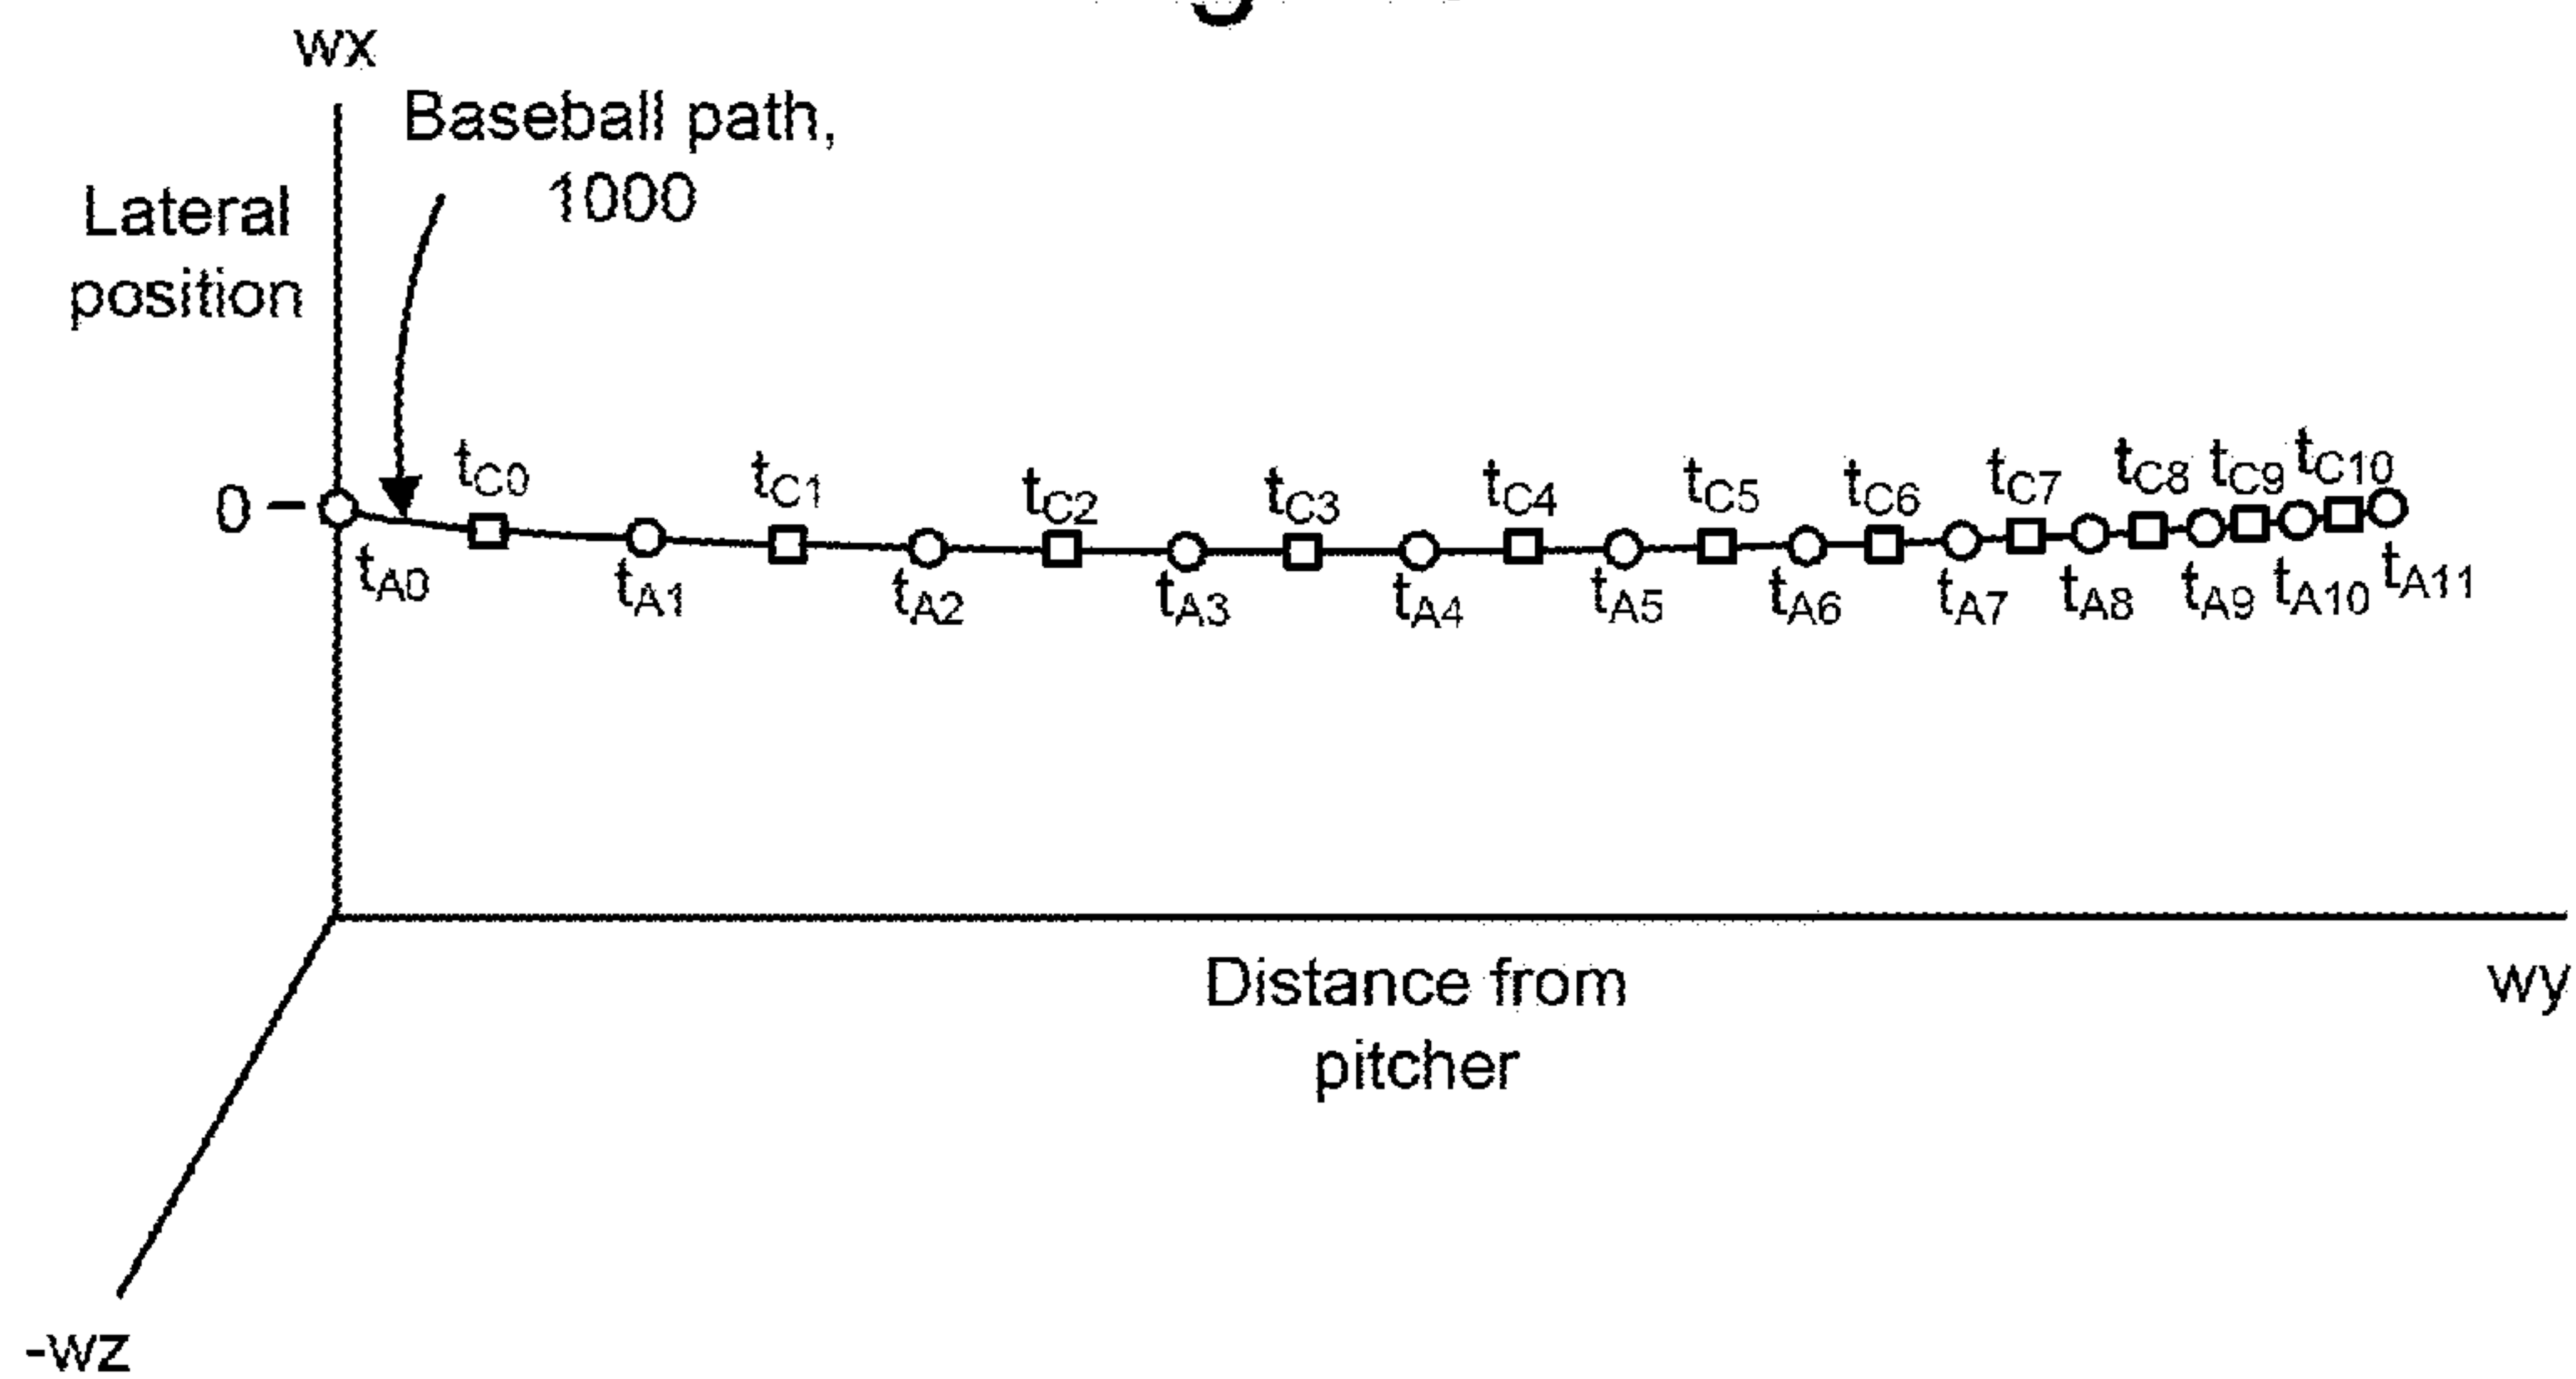 wx
Baseball path,
1000
Lateral
position
0
tC0 tC1 tC2 tC3 tC4 tC5 tC6 tC7 tC8 tC9 tC10
tA0 tA1 tA2 tA3 tA4 tA5 tA6 tA7 tA8 tA9 tA10 tA11
Distance from
pitcher
wy
-wz